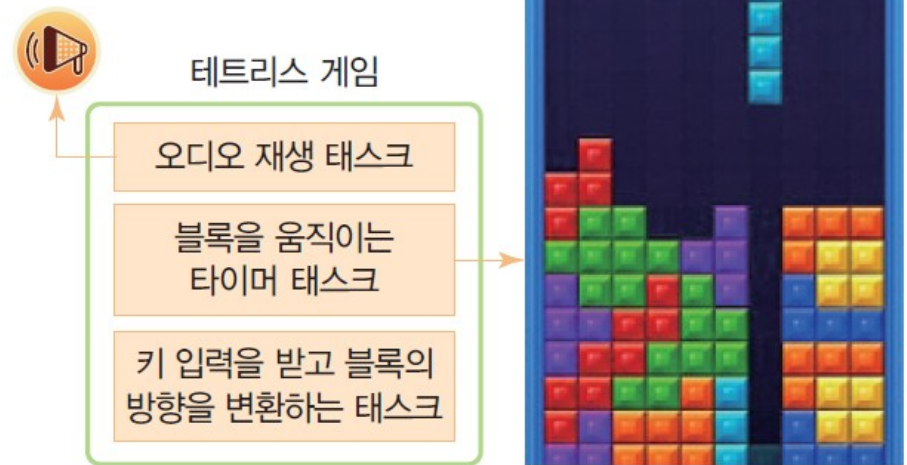 테트리스 게임
오디오 재생 태스크
블록을 움직이는
타이머 태스크
키 입력을 받고 블록의
방향을 변환하는 태스크